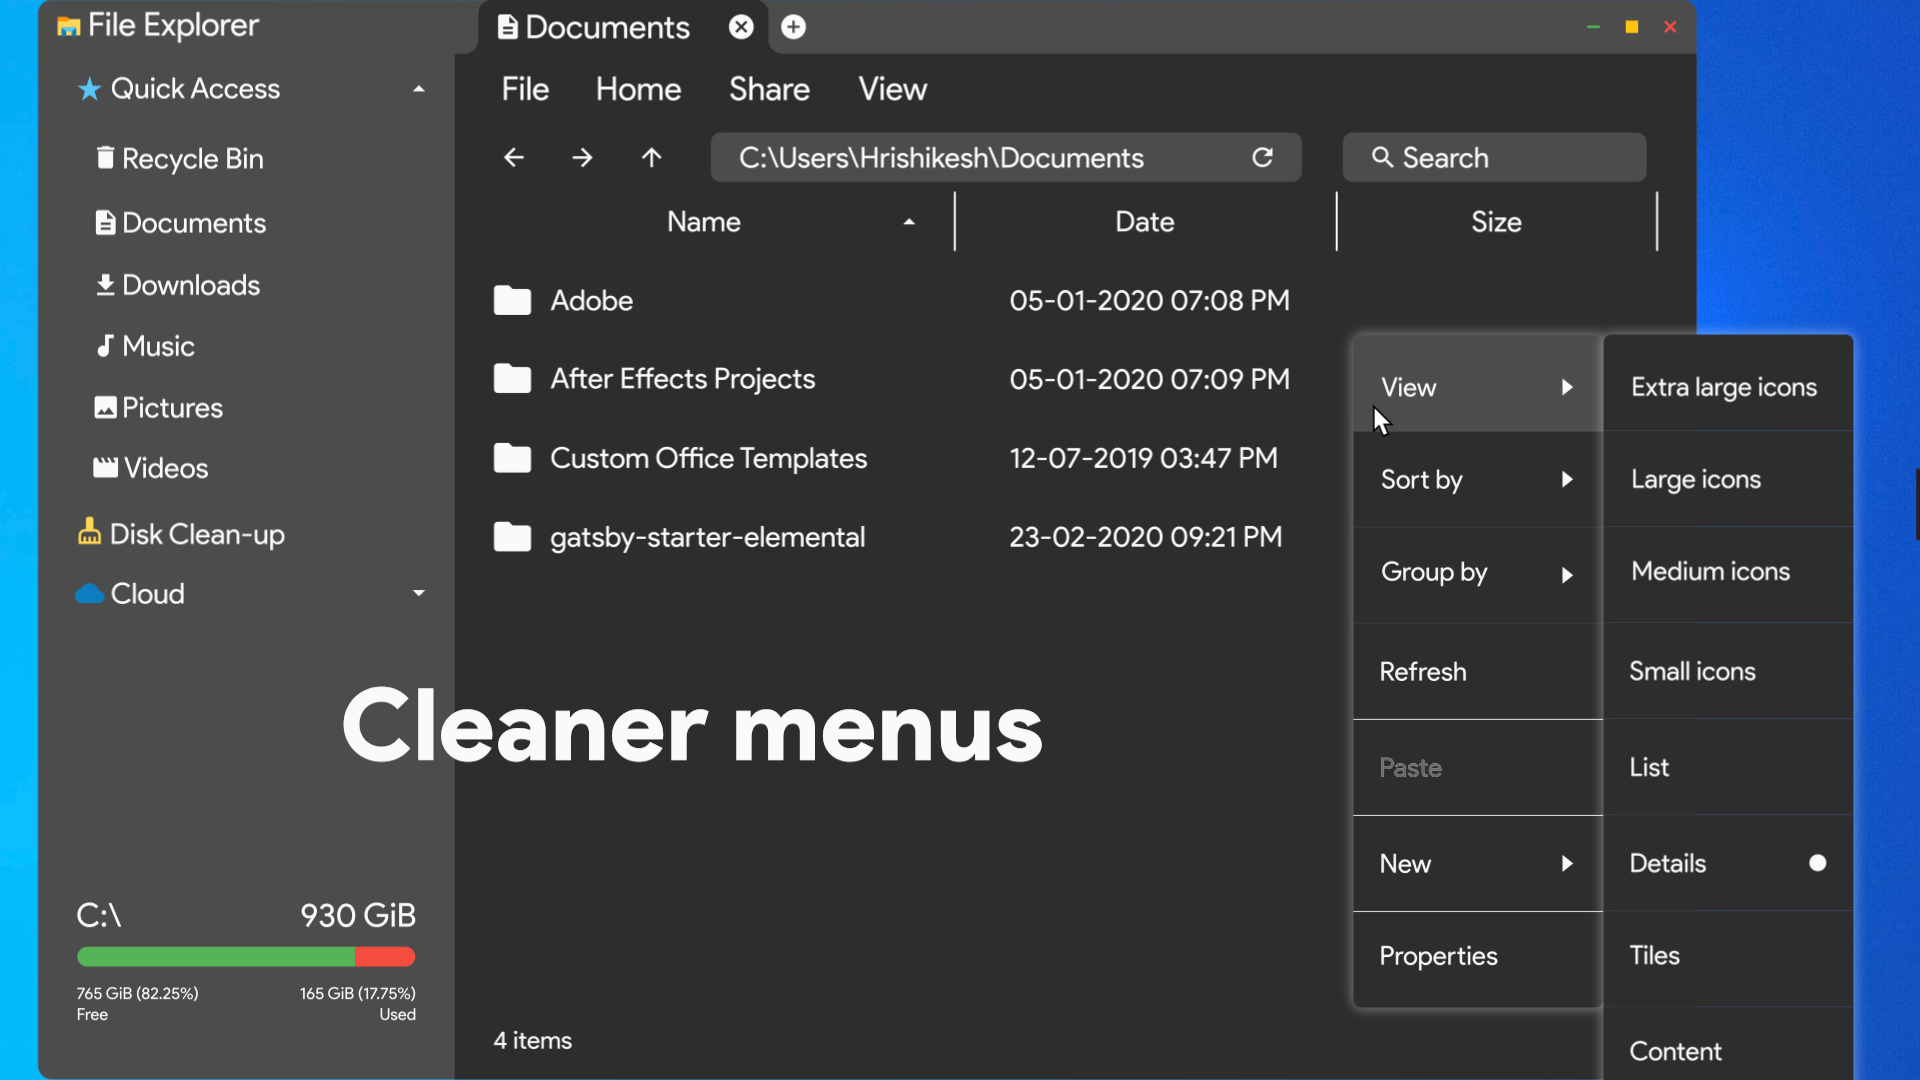 File Explorer
Documents
Quick Access
Recycle Bin
Documents
Downloads
Music
Pictures
Videos
Disk Clean-up
Cloud
C:\ 930 GiB
765 GiB (82.25%) 165 GiB (17.75%)
Free Used
File Home Share View
C:\Users\Hrishikesh\Documents
Search
Name Date Size
Adobe 05-01-2020 07:08 PM
After Effects Projects 05-01-2020 07:09 PM
Custom Office Templates 12-07-2019 03:47 PM
gatsby-starter-elemental 23-02-2020 09:21 PM
Cleaner menus
4 items
View
Sort by
Group by
Refresh
Paste
New
Properties
Extra large icons
Large icons
Medium icons
Small icons
List
Details
Tiles
Content